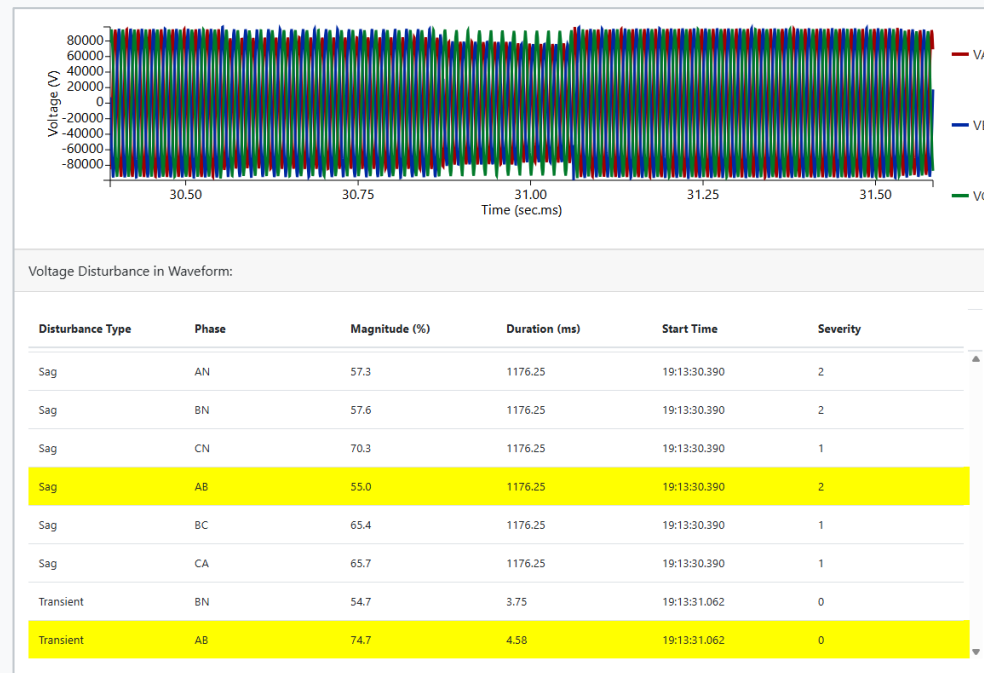 80000
60000
40000
20000
0
-20000
-40000
-60000
-80000
Voltage (V)
30.50 30.75 31.00 31.25 31.50
Time (sec.ms)
Voltage Disturbance in Waveform:
Disturbance Type Phase Magnitude (%) Duration (ms) Start Time Severity
Sag AN 57.3 1176.25 19:13:30.390 2
Sag BN 57.6 1176.25 19:13:30.390 2
Sag CN 70.3 1176.25 19:13:30.390 1
Sag AB 55.0 1176.25 19:13:30.390 2
Sag BC 65.4 1176.25 19:13:30.390 1
Sag CA 65.7 1176.25 19:13:30.390 1
Transient BN 54.7 3.75 19:13:31.062 0
Transient AB 74.7 4.58 19:13:31.062 0